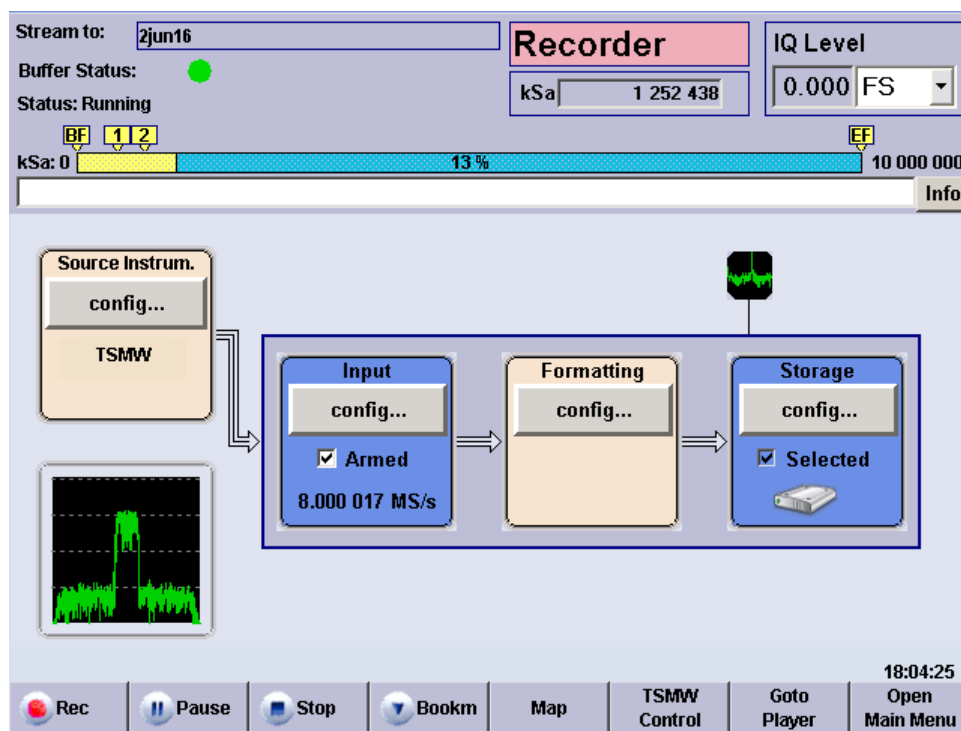 Stream to: 2jun16
Recorder
IQ Level
Buffer Status:
kSa 1 252 438
0.000 FS
Status: Running
BF 1 2 EF
kSa: 0 13 % 10 000 000
Info
Source Instrum.
config...
TSMW
Input
config...
Armed
8.000 017 MS/s
Formatting
config...
Storage
config...
Selected
18:04:25
Rec
Pause
Stop
Bookm
Map
TSMW
Control
Goto
Player
Open
Main Menu